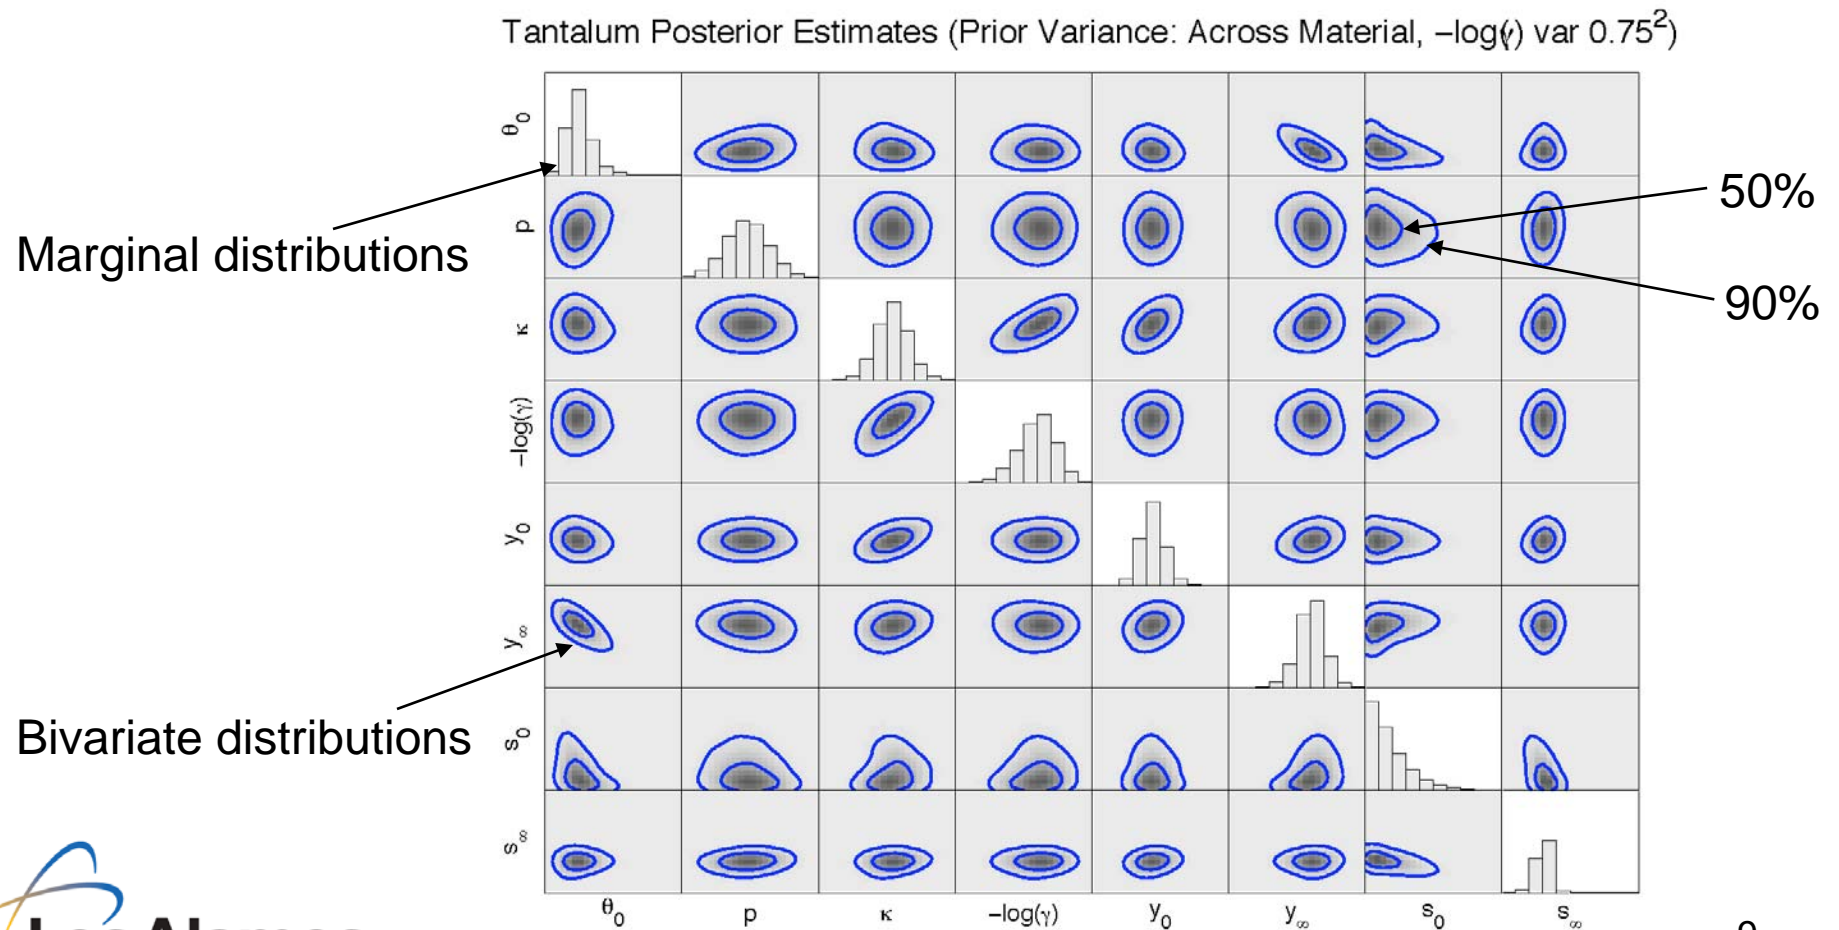 Tantalum Posterior Estimates (Prior Variance: Across Material, −log(γ) var 0.75²)
θ₀
50%
p
Marginal distributions
90%
κ
−log(γ)
y₀
y∞
Bivariate distributions
s₀
s∞
θ₀ p κ −log(γ) y₀ y∞ s₀ s∞